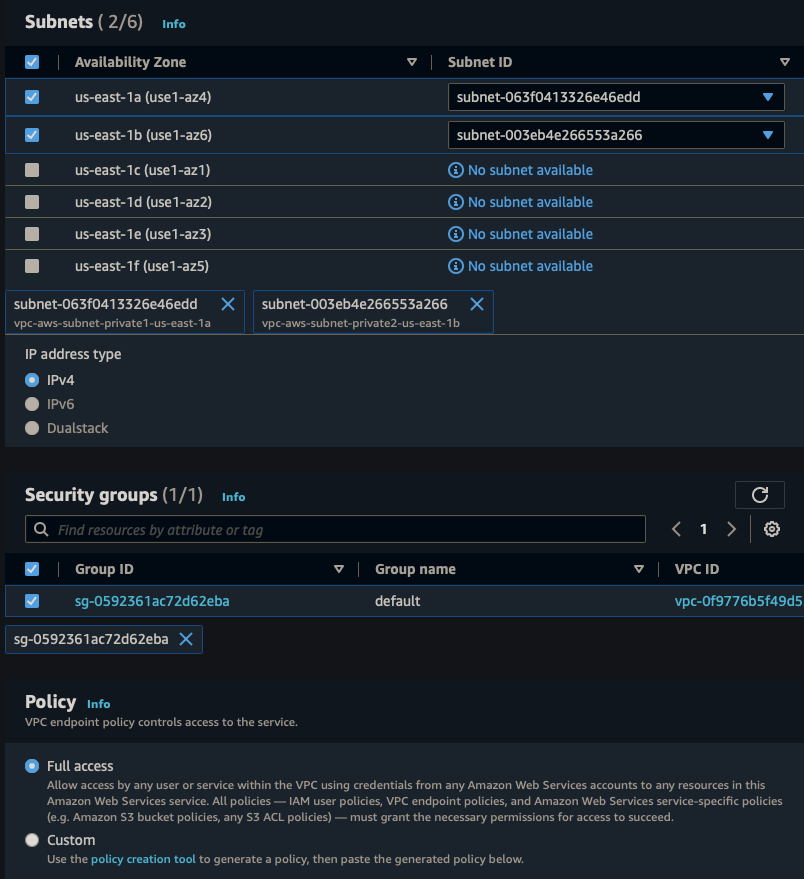 Subnets ( 2/6) Info
Availability Zone Subnet ID
us-east-1a (use1-az4) subnet-063f0413326e46edd
us-east-1b (use1-az6) subnet-003eb4e266553a266
us-east-1c (use1-az1) No subnet available
us-east-1d (use1-az2) No subnet available
us-east-1e (use1-az3) No subnet available
us-east-1f (use1-az5) No subnet available
subnet-063f0413326e46edd subnet-003eb4e266553a266
vpc-aws-subnet-private1-us-east-1a vpc-aws-subnet-private2-us-east-1b
IP address type
IPv4
IPv6
Dualstack
Security groups (1/1) Info
Find resources by attribute or tag 1
Group ID Group name VPC ID
sg-0592361ac72d62eba default vpc-0f9776b5f49d5
sg-0592361ac72d62eba
Policy Info
VPC endpoint policy controls access to the service.
Full access
Allow access by any user or service within the VPC using credentials from any Amazon Web Services accounts to any resources in this
Amazon Web Services service. All policies — IAM user policies, VPC endpoint policies, and Amazon Web Services service-specific policies
(e.g. Amazon S3 bucket policies, any S3 ACL policies) — must grant the necessary permissions for access to succeed.
Custom
Use the policy creation tool to generate a policy, then paste the generated policy below.